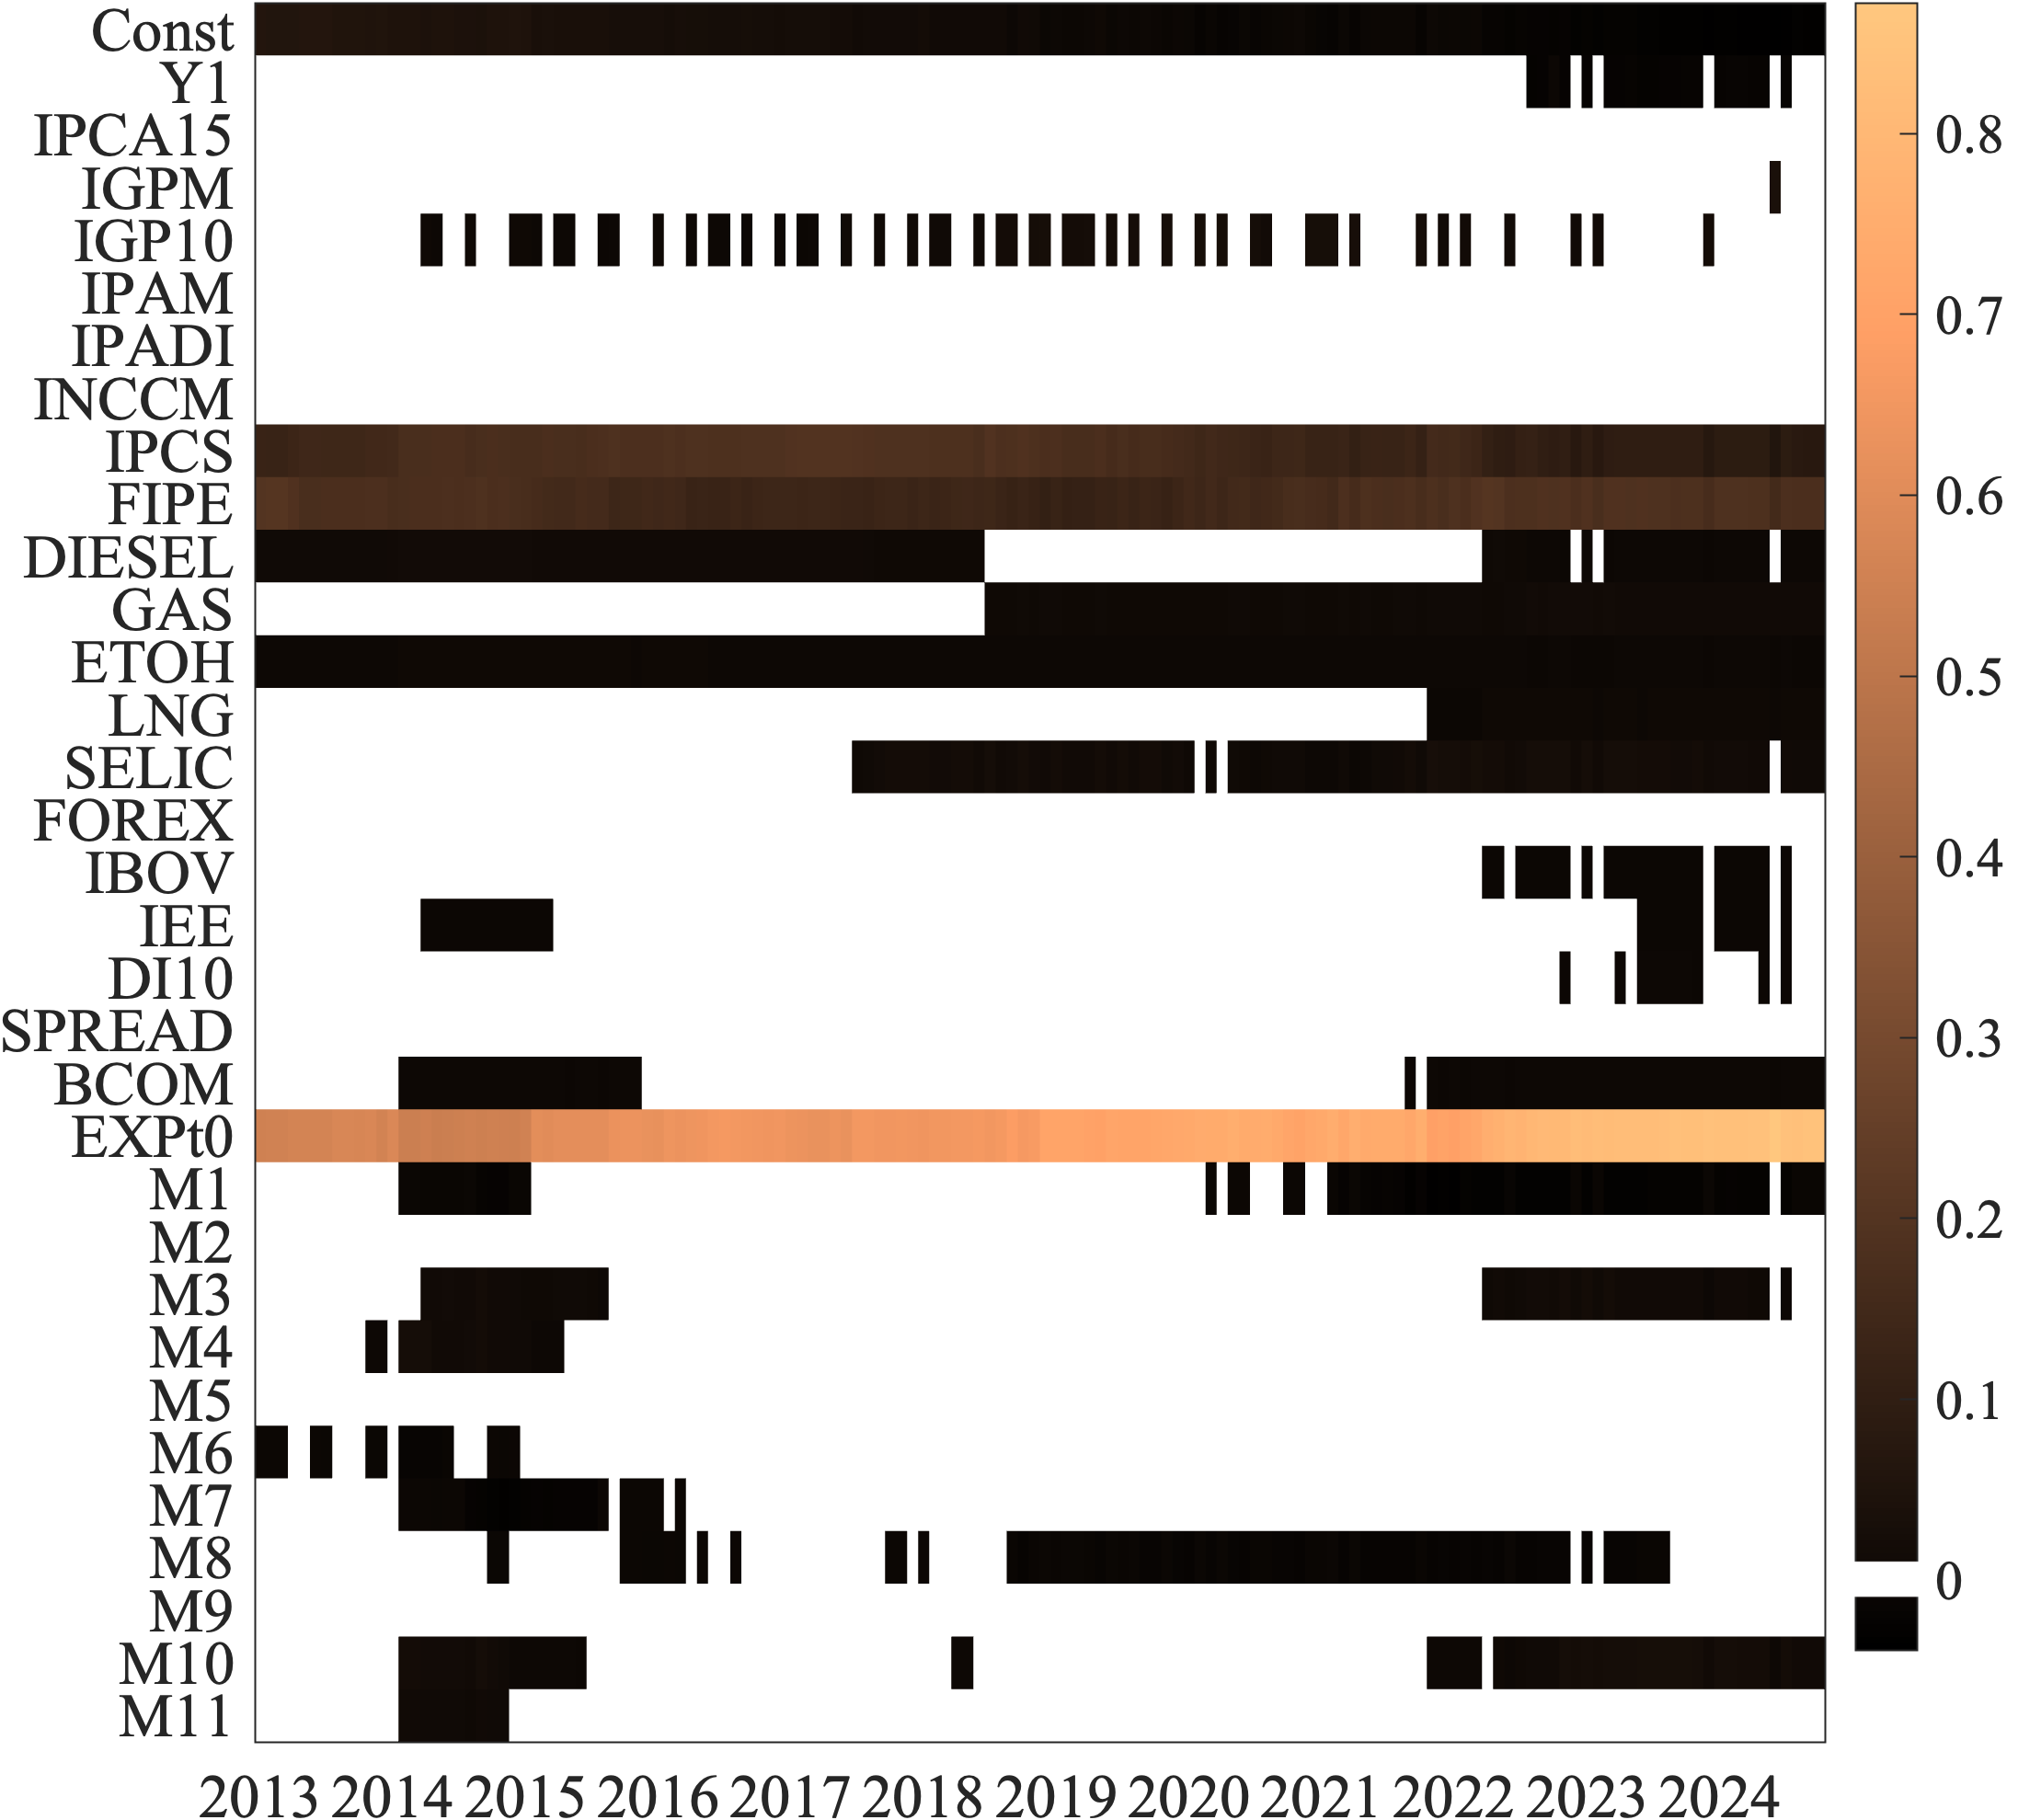 Const
Y1
IPCA15
IGPM
IGP10
IPAM
IPADI
INCCM
IPCS
FIPE
DIESEL
GAS
ETOH
LNG
SELIC
FOREX
IBOV
IEE
DI10
SPREAD
BCOM
EXPt0
M1
M2
M3
M4
M5
M6
M7
M8
M9
M10
M11
2013 2014 2015 2016 2017 2018 2019 2020 2021 2022 2023 2024
0.8
0.7
0.6
0.5
0.4
0.3
0.2
0.1
0